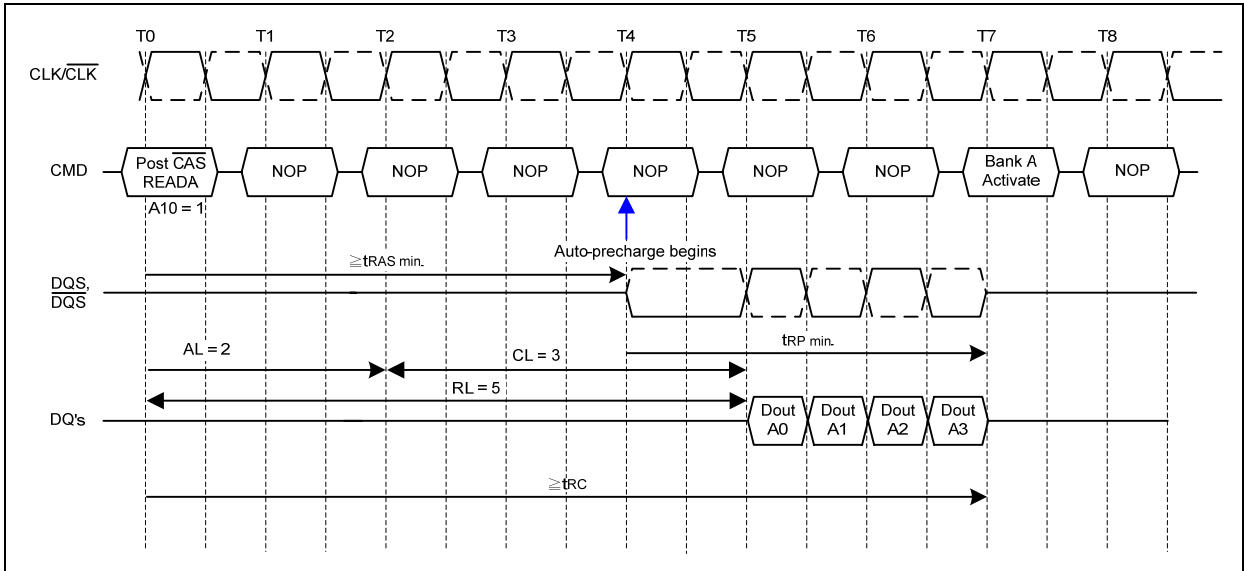 T0 T1 T2 T3 T4 T5 T6 T7 T8
CLK/CLK
CMD
Post CAS
READA
NOP NOP NOP NOP NOP NOP
Bank A
Activate
NOP
A10 = 1
Auto-precharge begins
≧tRAS min.
DQS,
DQS
tRP min.
AL = 2
CL = 3
RL = 5
DQ's
Dout
A0
Dout
A1
Dout
A2
Dout
A3
≧tRC